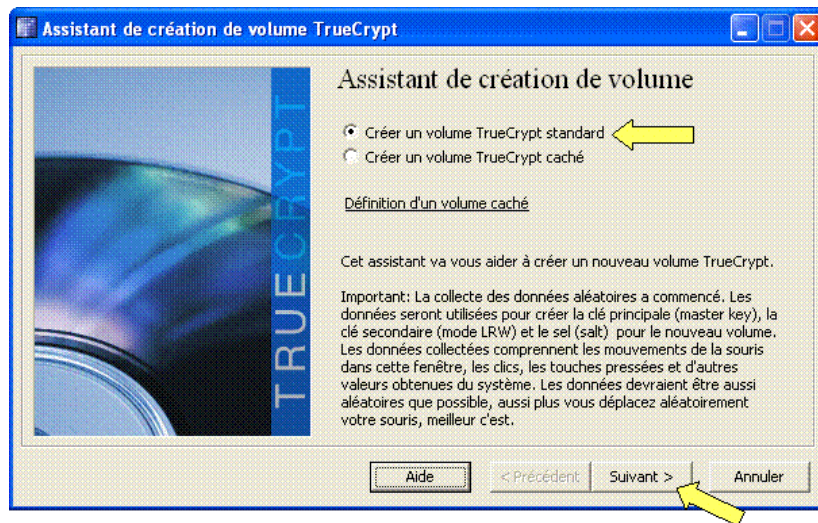 Assistant de création de volume TrueCrypt
TRUECRYPT
Assistant de création de volume
Créer un volume TrueCrypt standard
Créer un volume TrueCrypt caché
Définition d'un volume caché
Cet assistant va vous aider à créer un nouveau volume TrueCrypt.
Important: La collecte des données aléatoires a commencé. Les
données seront utilisées pour créer la clé principale (master key), la
clé secondaire (mode LRW) et le sel (salt) pour le nouveau volume.
Les données collectées comprennent les mouvements de la souris
dans cette fenêtre, les clics, les touches pressées et d'autres
valeurs obtenues du système. Les données devraient être aussi
aléatoires que possible, aussi plus vous déplacez aléatoirement
votre souris, meilleur c'est.
Aide
< Précédent
Suivant >
Annuler